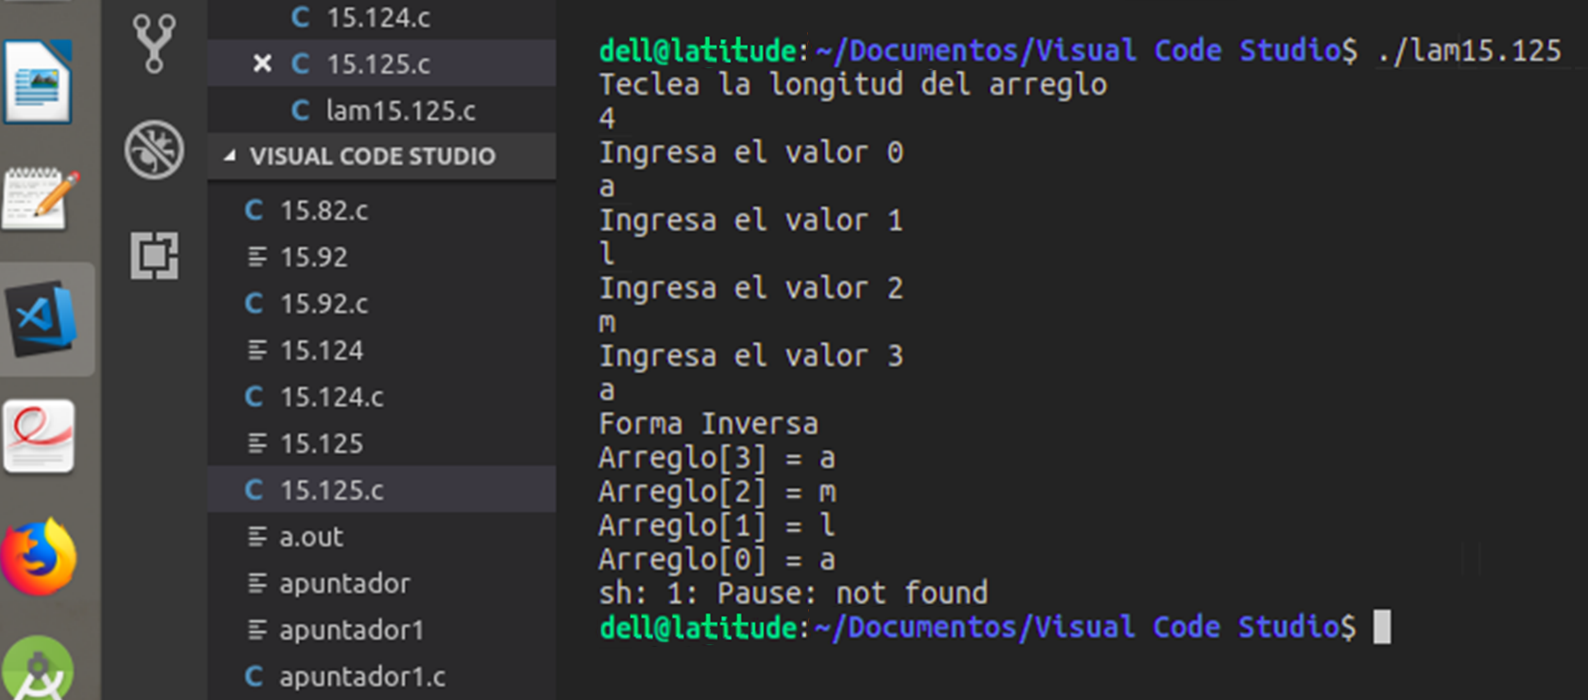 15.124.c
15.125.c
lam15.125.c
VISUAL CODE STUDIO
15.82.c
15.92
15.92.c
15.124
15.124.c
15.125
15.125.c
a.out
apuntador
apuntador1
apuntador1.c
dell@latitude:~/Documentos/Visual Code Studio$ ./lam15.125
Teclea la longitud del arreglo
4
Ingresa el valor 0
a
Ingresa el valor 1
l
Ingresa el valor 2
m
Ingresa el valor 3
a
Forma Inversa
Arreglo[3] = a
Arreglo[2] = m
Arreglo[1] = l
Arreglo[0] = a
sh: 1: Pause: not found
dell@latitude:~/Documentos/Visual Code Studio$